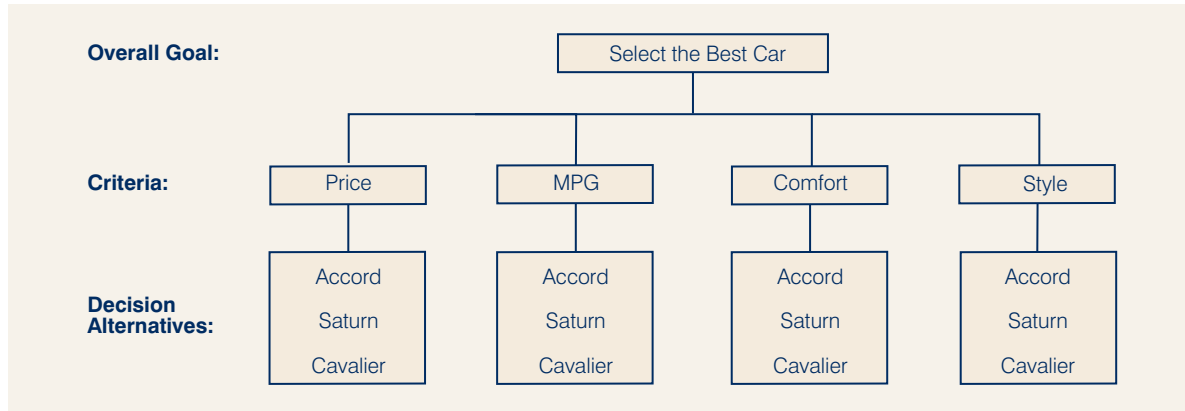 Overall Goal:
Select the Best Car
Criteria:
Price
MPG
Comfort
Style
Decision
Alternatives:
Accord
Saturn
Cavalier
Accord
Saturn
Cavalier
Accord
Saturn
Cavalier
Accord
Saturn
Cavalier